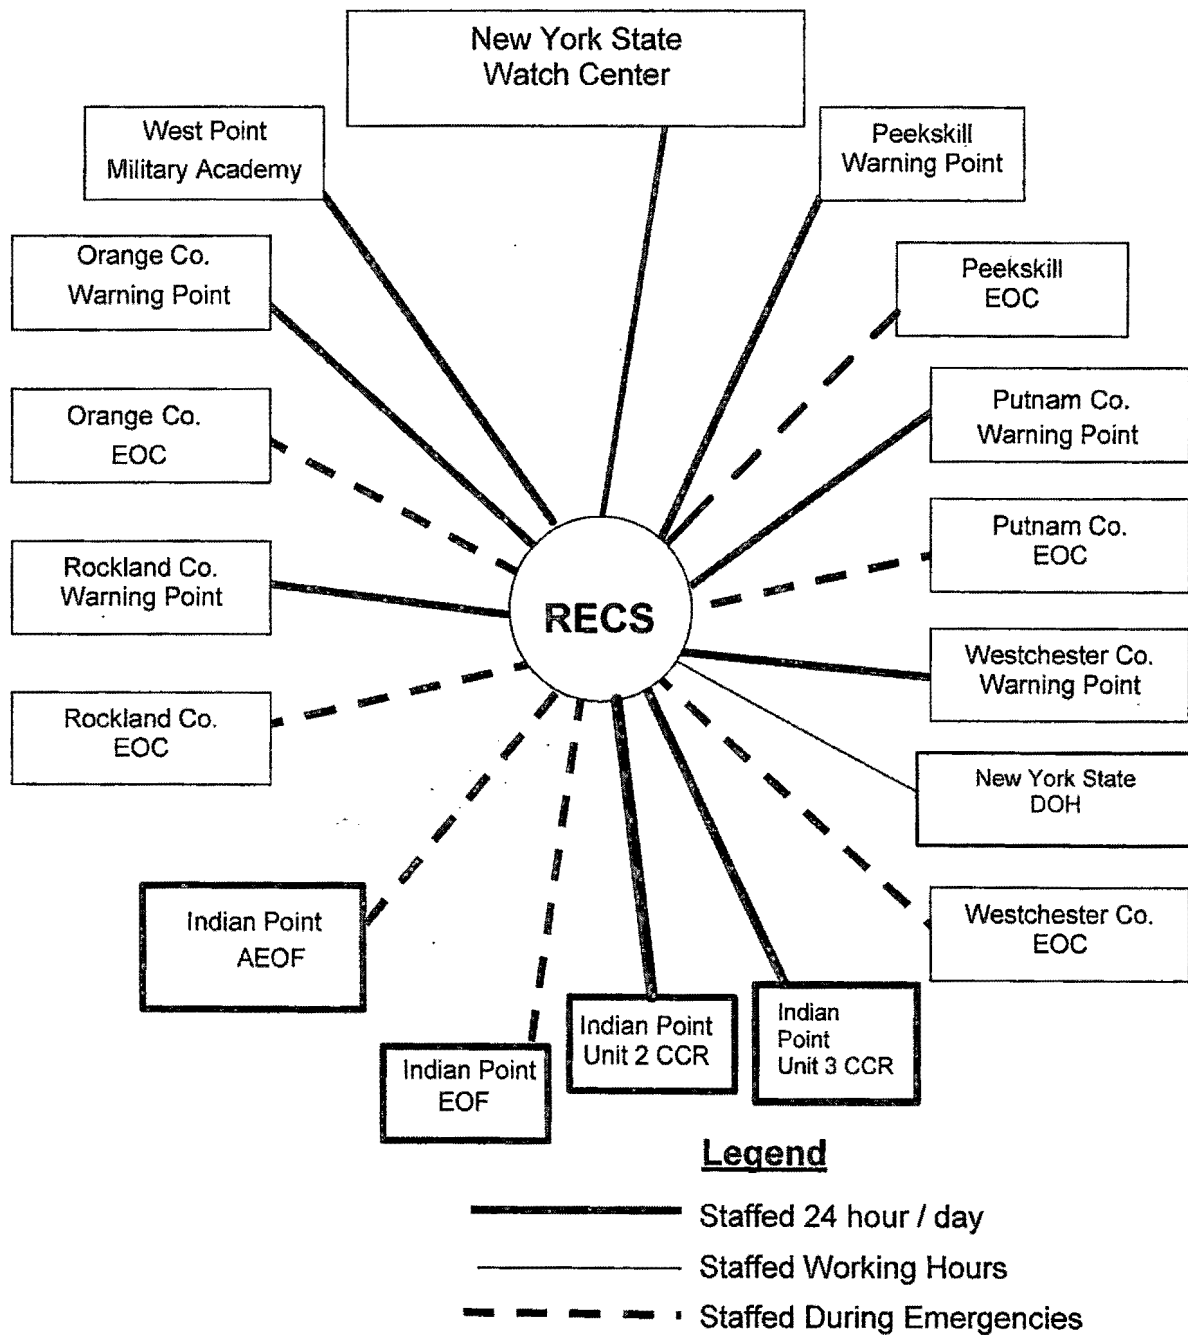 New York State
Watch Center
West Point
Military Academy
Peekskill
Warning Point
Orange Co.
Warning Point
Peekskill
EOC
Orange Co.
EOC
Putnam Co.
Warning Point
Putnam Co.
EOC
Rockland Co.
Warning Point
RECS
Westchester Co.
Warning Point
Rockland Co.
EOC
New York State
DOH
Indian Point
AEOF
Westchester Co.
EOC
Indian Point
EOF
Indian Point
Unit 2 CCR
Indian
Point
Unit 3 CCR
Legend
Staffed 24 hour / day
Staffed Working Hours
Staffed During Emergencies